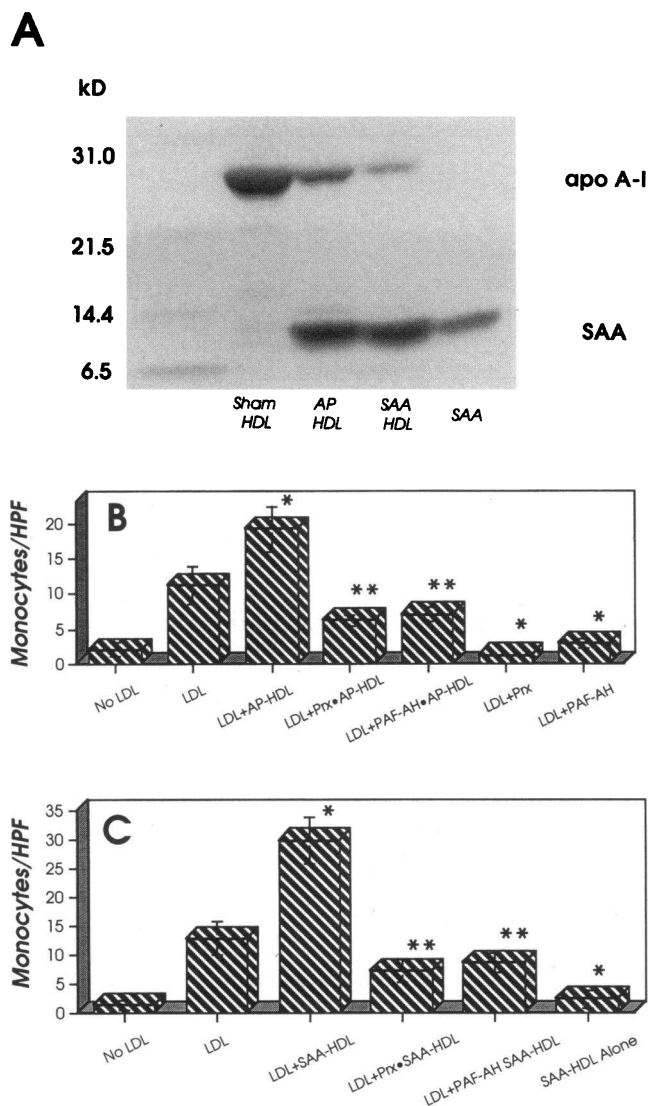 A
kD
31.0
21.5
14.4
6.5
apo A-I
SAA
Sham
HDL
AP
HDL
SAA
HDL
SAA
B
Monocytes/HPF
20
15
10
5
0
*
**
**
*
*
No LDL
LDL
LDL+AP-HDL
LDL+Prx•AP-HDL
LDL+PAF-AH•AP-HDL
LDL+Prx
LDL+PAF-AH
C
Monocytes/HPF
35
30
25
20
15
10
5
0
*
**
**
*
No LDL
LDL
LDL+SAA-HDL
LDL+Prx•SAA-HDL
LDL+PAF-AH SAA-HDL
SAA-HDL Alone